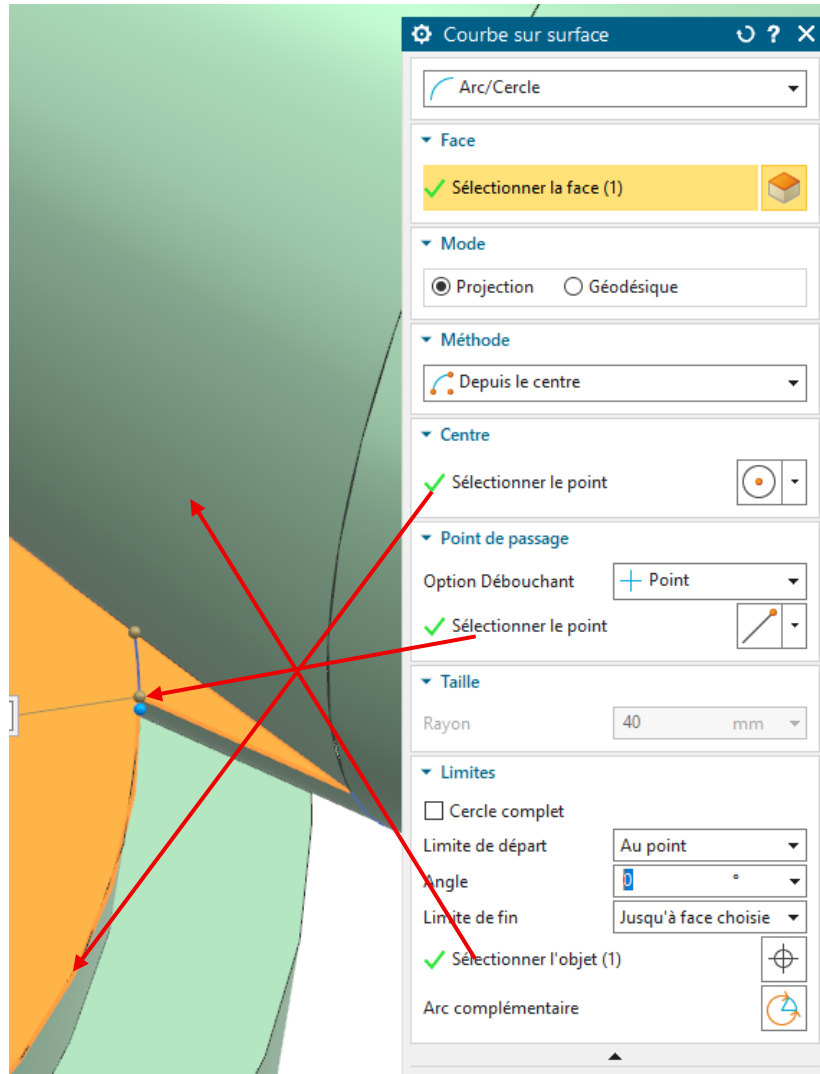 Courbe sur surface
Arc/Cercle
Face
Sélectionner la face (1)
Mode
Projection Géodésique
Méthode
Depuis le centre
Centre
Sélectionner le point
Point de passage
Option Débouchant Point
Sélectionner le point
Taille
Rayon 40 mm
Limites
Cercle complet
Limite de départ Au point
Angle 0 °
Limite de fin Jusqu'à face choisie
Sélectionner l'objet (1)
Arc complémentaire